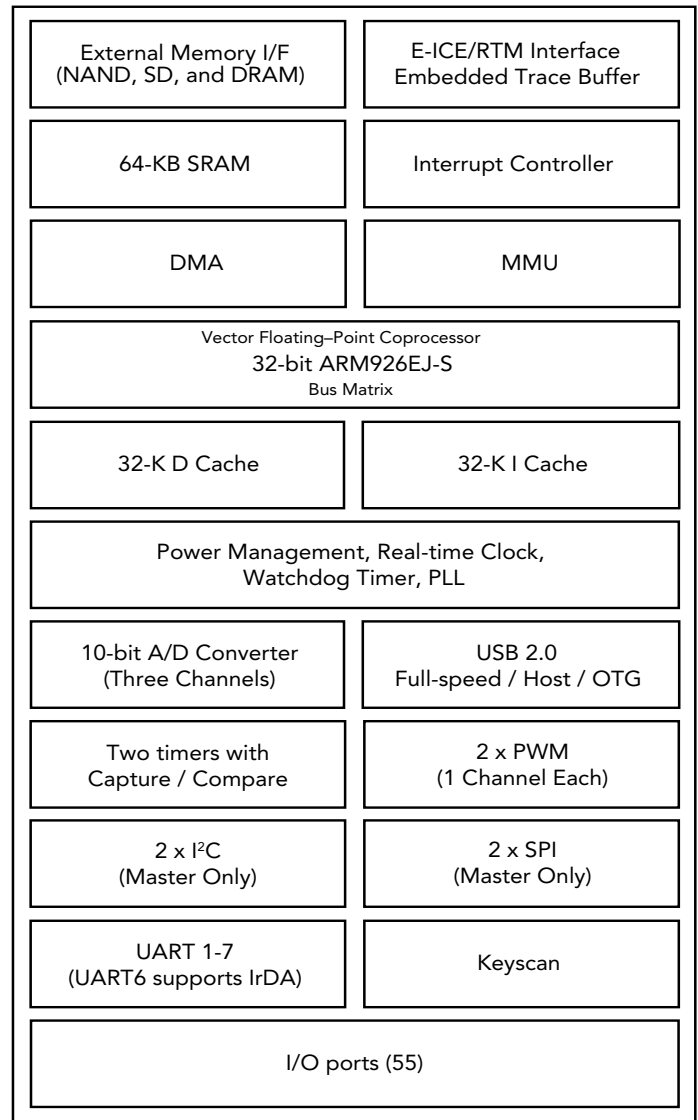 External Memory I/F
(NAND, SD, and DRAM)
E-ICE/RTM Interface
Embedded Trace Buffer
64-KB SRAM
Interrupt Controller
DMA
MMU
Vector Floating–Point Coprocessor
32-bit ARM926EJ-S
Bus Matrix
32-K D Cache
32-K I Cache
Power Management, Real-time Clock,
Watchdog Timer, PLL
10-bit A/D Converter
(Three Channels)
USB 2.0
Full-speed / Host / OTG
Two timers with
Capture / Compare
2 x PWM
(1 Channel Each)
2 x I²C
(Master Only)
2 x SPI
(Master Only)
UART 1-7
(UART6 supports IrDA)
Keyscan
I/O ports (55)